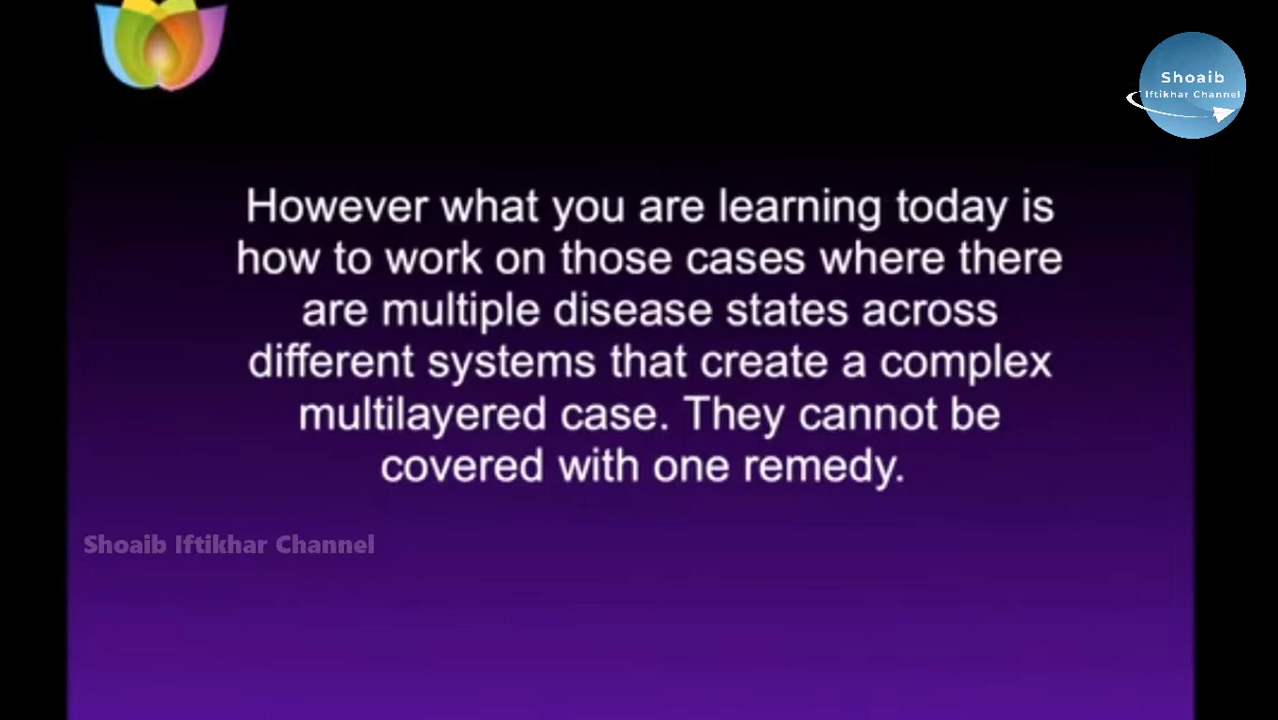 Shoaib
Iftikhar Channel
However what you are learning today is
how to work on those cases where there
are multiple disease states across
different systems that create a complex
multilayered case. They cannot be
covered with one remedy.
Shoaib Iftikhar Channel